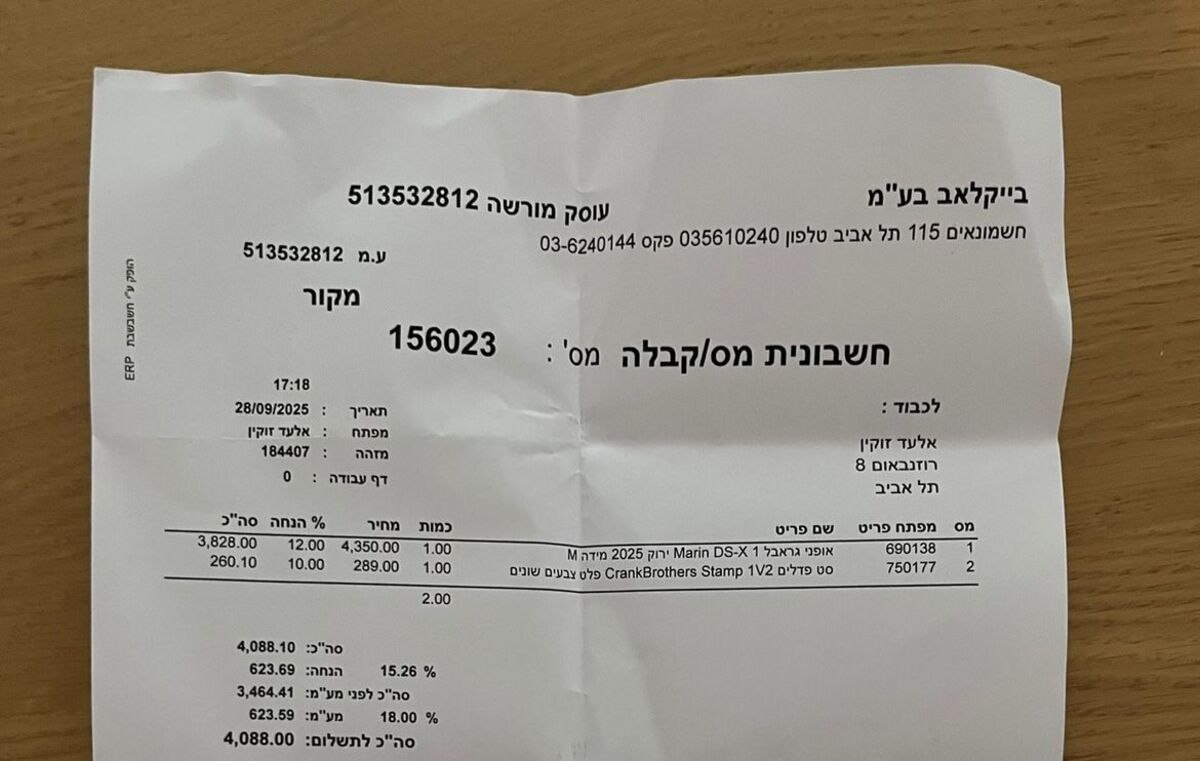 בייקלאב בע"מ
עוסק מורשה 513532812
חשמונאים 115 תל אביב טלפון 035610240 פקס 03-6240144
ע.מ 513532812
מקור
חשבונית מס/קבלה מס' : 156023
הופק ע"י חשבשבת ERP
17:18
לכבוד :
תאריך : 28/09/2025
מפתח : אלעד זוקין
מזהה : 184407
דף עבודה : 0
אלעד זוקין
רוזנבאום 8
תל אביב
מס מפתח פריט שם פריט כמות מחיר % הנחה סה"כ
1 690138 אופני גראבל Marin DS-X 1 ירוק 2025 מידה M 1.00 4,350.00 12.00 3,828.00
2 750177 סט פדלים CrankBrothers Stamp 1V2 פלט צבעים שונים 1.00 289.00 10.00 260.10
2.00
סה"כ: 4,088.10
% 15.26 הנחה: 623.69
סה"כ לפני מע"מ: 3,464.41
% 18.00 מע"מ: 623.59
סה"כ לתשלום: 4,088.00